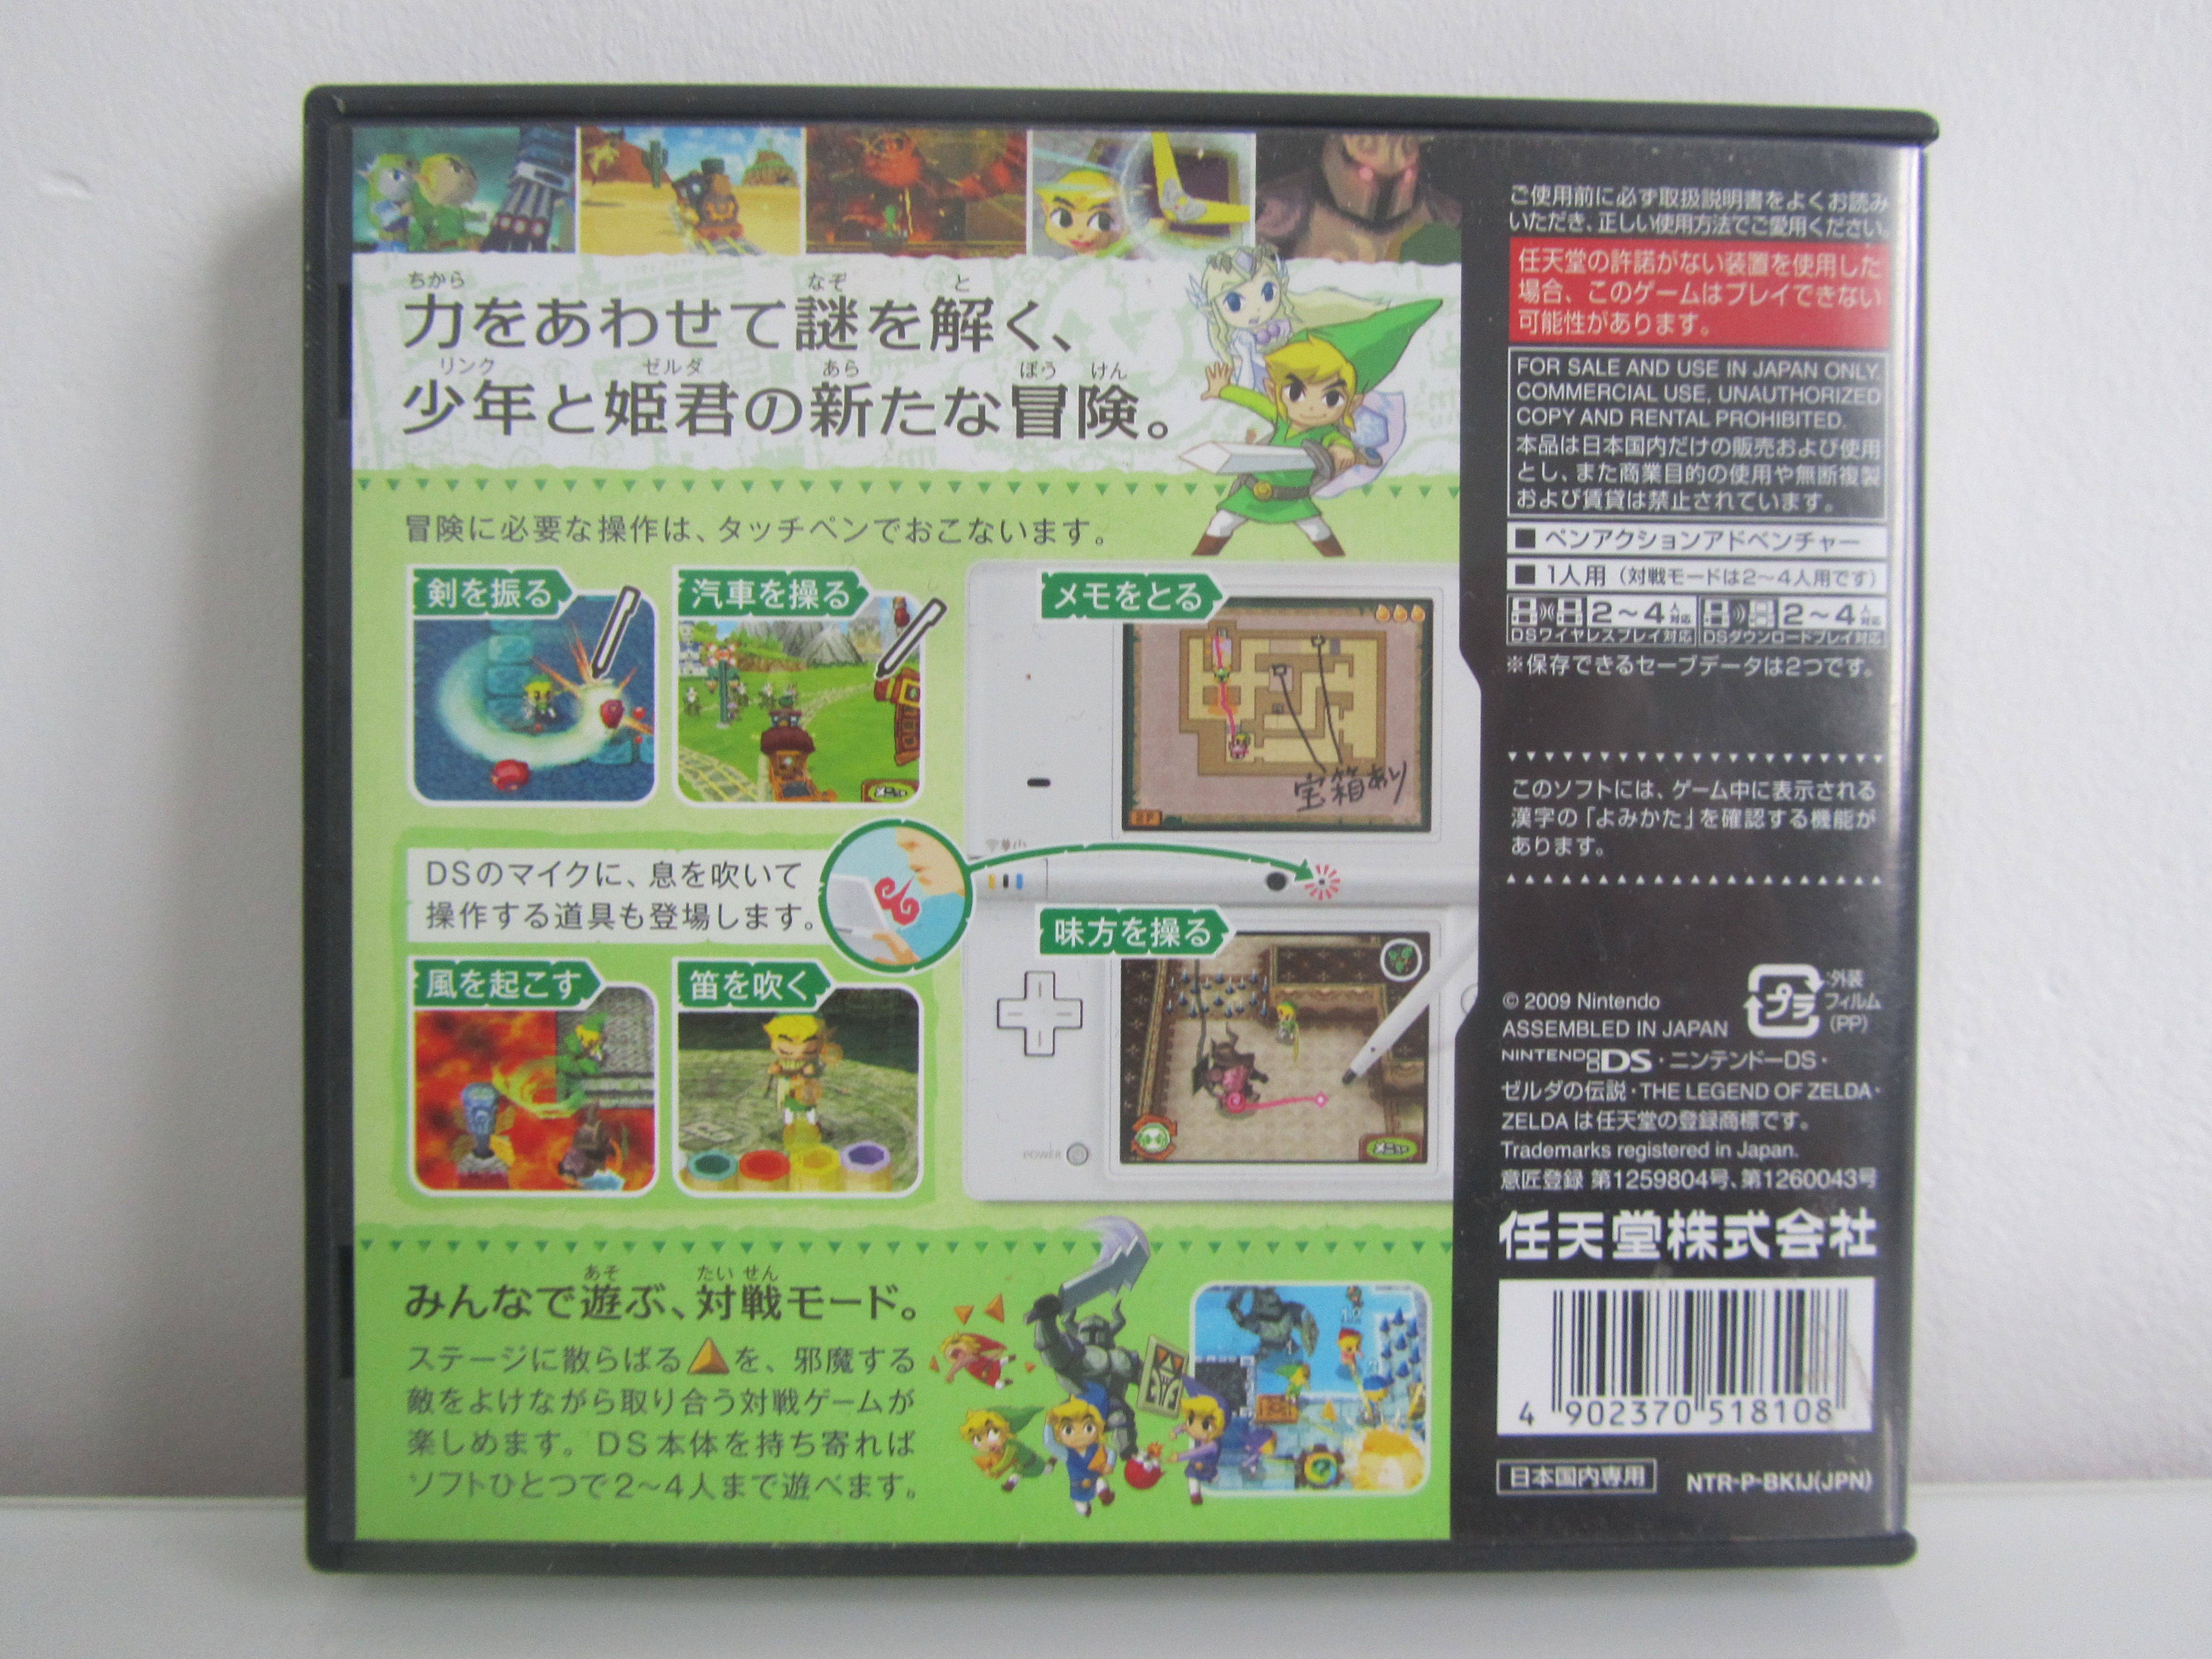 力をあわせて謎を解く、
ちから なぞ と
少年と姫君の新たな冒険。
リンク ゼルダ あら ぼう けん
冒険に必要な操作は、タッチペンでおこないます。
剣を振る
汽車を操る
メモをとる
宝箱あり
2F
メニュー
DSのマイクに、息を吹いて
操作する道具も登場します。
味方を操る
風を起こす
笛を吹く
POWER
メニュー
みんなで遊ぶ、対戦モード。
あそ たい せん
ステージに散らばる を、邪魔する
敵をよけながら取り合う対戦ゲームが
楽しめます。DS本体を持ち寄れば
ソフトひとつで2〜4人まで遊べます。
ご使用前に必ず取扱説明書をよくお読み
いただき、正しい使用方法でご愛用ください。
任天堂の許諾がない装置を使用した
場合、このゲームはプレイできない
可能性があります。
FOR SALE AND USE IN JAPAN ONLY.
COMMERCIAL USE, UNAUTHORIZED
COPY AND RENTAL PROHIBITED.
本品は日本国内だけの販売および使用
とし、また商業目的の使用や無断複製
および賃貸は禁止されています。
■ ペンアクションアドベンチャー
■ 1人用（対戦モードは2〜4人用です）
2〜4人対応 2〜4人対応
DSワイヤレスプレイ対応 DSダウンロードプレイ対応
※保存できるセーブデータは2つです。
このソフトには、ゲーム中に表示される
漢字の「よみかた」を確認する機能が
あります。
プラ
外装
フィルム
(PP)
© 2009 Nintendo
ASSEMBLED IN JAPAN
NINTENDO DS・ニンテンドーDS・
ゼルダの伝説・THE LEGEND OF ZELDA・
ZELDA は任天堂の登録商標です。
Trademarks registered in Japan.
意匠登録 第1259804号、第1260043号
任天堂株式会社
4 902370 518108
日本国内専用
NTR-P-BKIJ(JPN)